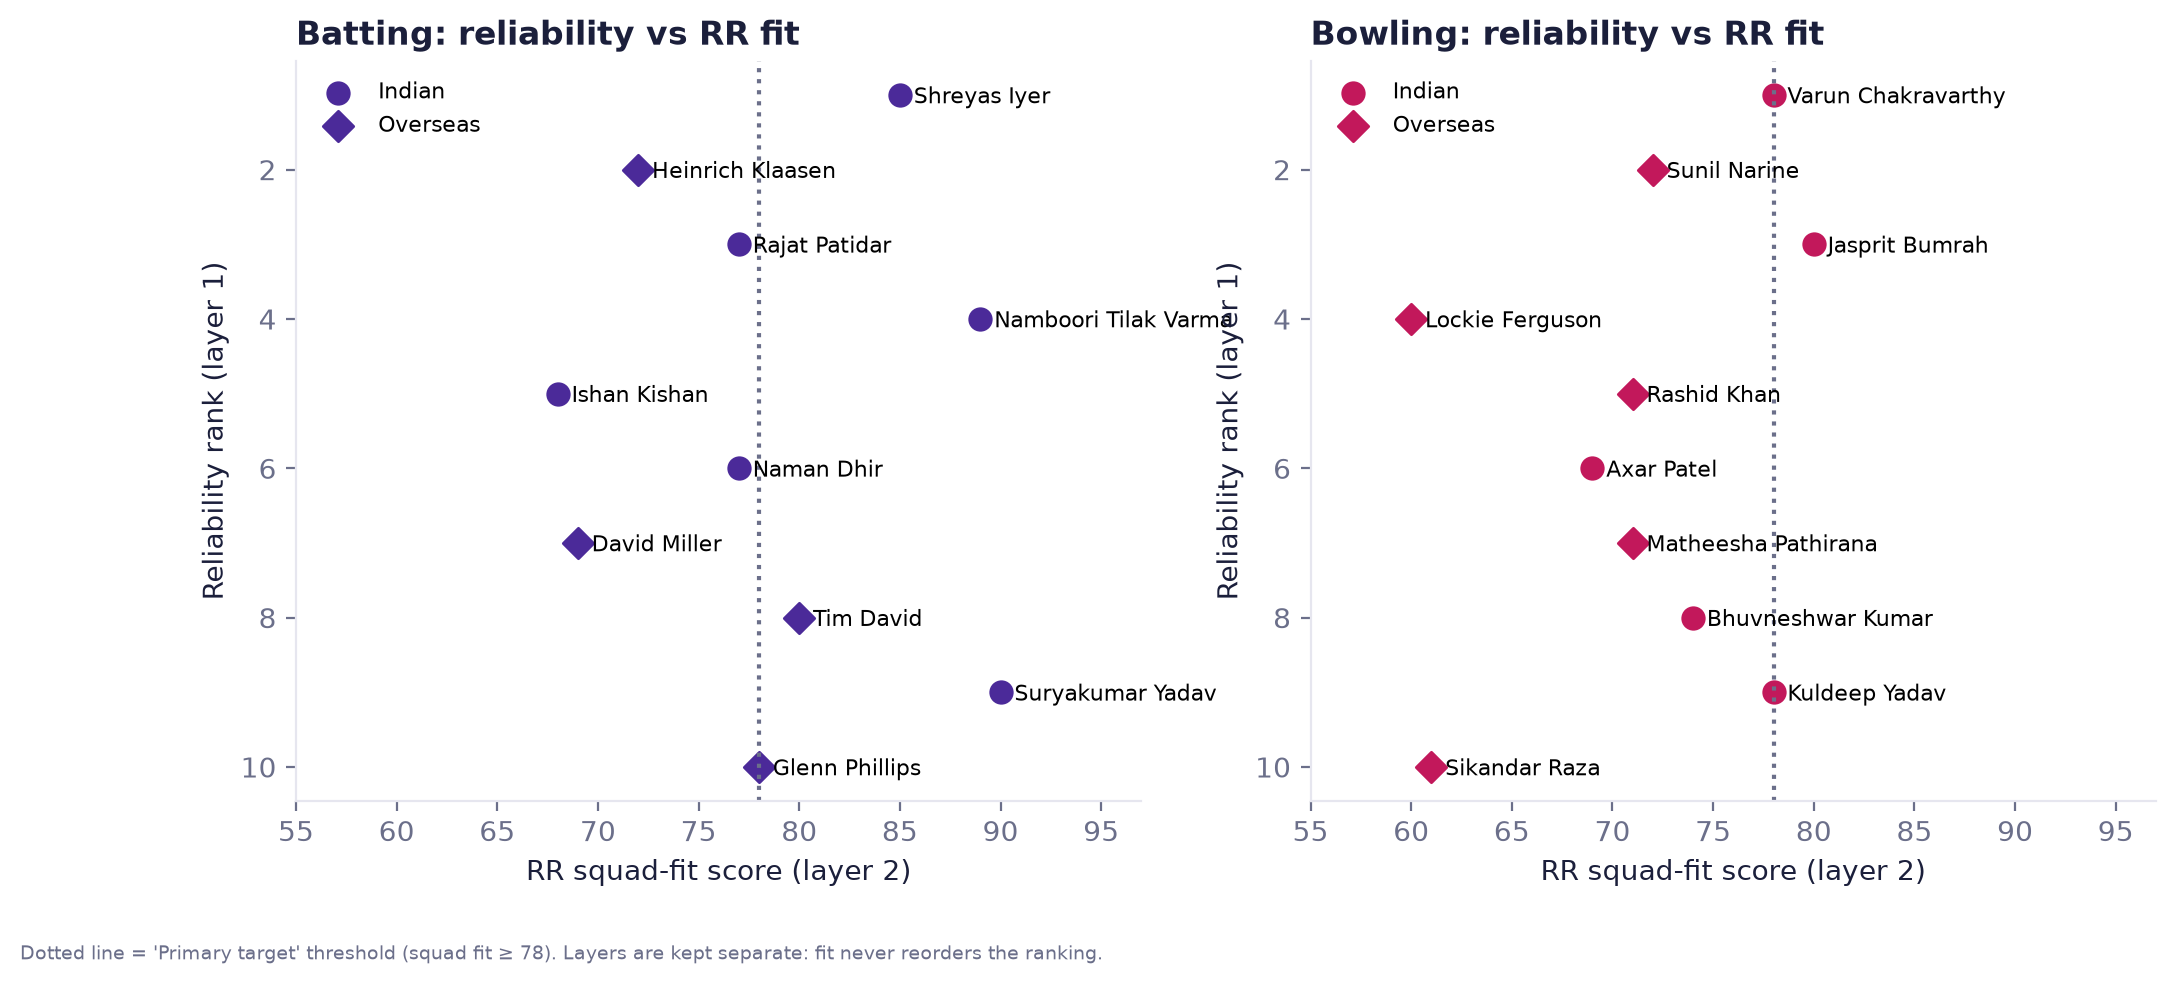 Batting: reliability vs RR fit
Indian
Overseas
Shreyas Iyer
Heinrich Klaasen
Rajat Patidar
Namboori Tilak Varma
Ishan Kishan
Naman Dhir
David Miller
Tim David
Suryakumar Yadav
Glenn Phillips
Reliability rank (layer 1)
2
4
6
8
10
55 60 65 70 75 80 85 90 95
RR squad-fit score (layer 2)
Bowling: reliability vs RR fit
Indian
Overseas
Varun Chakravarthy
Sunil Narine
Jasprit Bumrah
Lockie Ferguson
Rashid Khan
Axar Patel
Matheesha Pathirana
Bhuvneshwar Kumar
Kuldeep Yadav
Sikandar Raza
Reliability rank (layer 1)
2
4
6
8
10
55 60 65 70 75 80 85 90 95
RR squad-fit score (layer 2)
Dotted line = 'Primary target' threshold (squad fit ≥ 78). Layers are kept separate: fit never reorders the ranking.